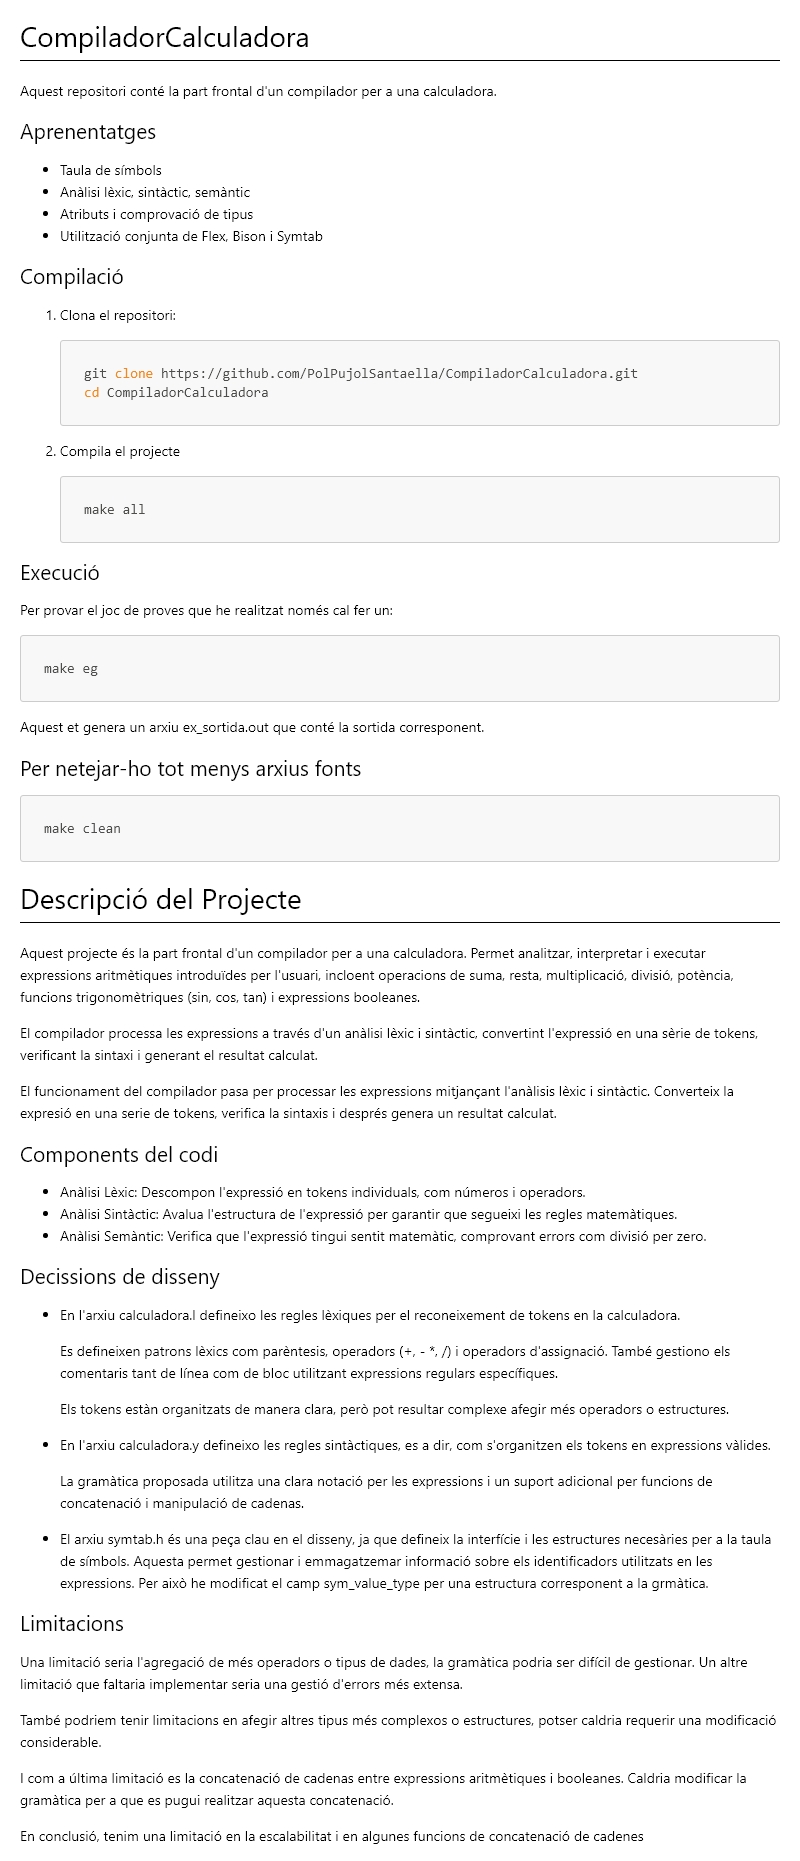 CompiladorCalculadora
Aquest repositori conté la part frontal d'un compilador per a una calculadora.
Aprenentatges
• Taula de símbols
• Anàlisi lèxic, sintàctic, semàntic
• Atributs i comprovació de tipus
• Utilització conjunta de Flex, Bison i Symtab
Compilació
1. Clona el repositori:
git clone https://github.com/PolPujolSantaella/CompiladorCalculadora.git
cd CompiladorCalculadora
2. Compila el projecte
make all
Execució
Per provar el joc de proves que he realitzat només cal fer un:
make eg
Aquest et genera un arxiu ex_sortida.out que conté la sortida corresponent.
Per netejar-ho tot menys arxius fonts
make clean
Descripció del Projecte
Aquest projecte és la part frontal d'un compilador per a una calculadora. Permet analitzar, interpretar i executar
expressions aritmètiques introduïdes per l'usuari, incloent operacions de suma, resta, multiplicació, divisió, potència,
funcions trigonomètriques (sin, cos, tan) i expressions booleanes.
El compilador processa les expressions a través d'un anàlisi lèxic i sintàctic, convertint l'expressió en una sèrie de tokens,
verificant la sintaxi i generant el resultat calculat.
El funcionament del compilador pasa per processar les expressions mitjançant l'anàlisis lèxic i sintàctic. Converteix la
expresió en una serie de tokens, verifica la sintaxis i després genera un resultat calculat.
Components del codi
• Anàlisi Lèxic: Descompon l'expressió en tokens individuals, com números i operadors.
• Anàlisi Sintàctic: Avalua l'estructura de l'expressió per garantir que segueixi les regles matemàtiques.
• Anàlisi Semàntic: Verifica que l'expressió tingui sentit matemàtic, comprovant errors com divisió per zero.
Decissions de disseny
• En l'arxiu calculadora.l defineixo les regles lèxiques per el reconeixement de tokens en la calculadora.
Es defineixen patrons lèxics com parèntesis, operadors (+, - *, /) i operadors d'assignació. També gestiono els
comentaris tant de línea com de bloc utilitzant expressions regulars específiques.
Els tokens estàn organitzats de manera clara, però pot resultar complexe afegir més operadors o estructures.
• En l'arxiu calculadora.y defineixo les regles sintàctiques, es a dir, com s'organitzen els tokens en expressions vàlides.
La gramàtica proposada utilitza una clara notació per les expressions i un suport adicional per funcions de
concatenació i manipulació de cadenas.
• El arxiu symtab.h és una peça clau en el disseny, ja que defineix la interfície i les estructures necesàries per a la taula
de símbols. Aquesta permet gestionar i emmagatzemar informació sobre els identificadors utilitzats en les
expressions. Per això he modificat el camp sym_value_type per una estructura corresponent a la grmàtica.
Limitacions
Una limitació seria l'agregació de més operadors o tipus de dades, la gramàtica podria ser difícil de gestionar. Un altre
limitació que faltaria implementar seria una gestió d'errors més extensa.
També podriem tenir limitacions en afegir altres tipus més complexos o estructures, potser caldria requerir una modificació
considerable.
I com a última limitació es la concatenació de cadenas entre expressions aritmètiques i booleanes. Caldria modificar la
gramàtica per a que es pugui realitzar aquesta concatenació.
En conclusió, tenim una limitació en la escalabilitat i en algunes funcions de concatenació de cadenes